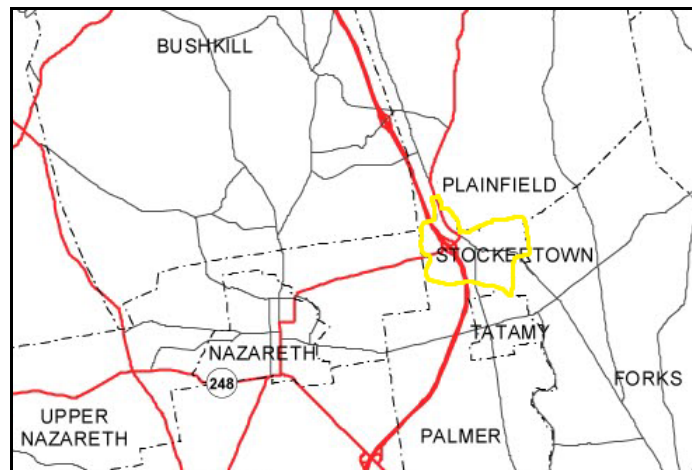 BUSHKILL
PLAINFIELD
STOCKERTOWN
TATAMY
NAZARETH
248
FORKS
UPPER
NAZARETH
PALMER